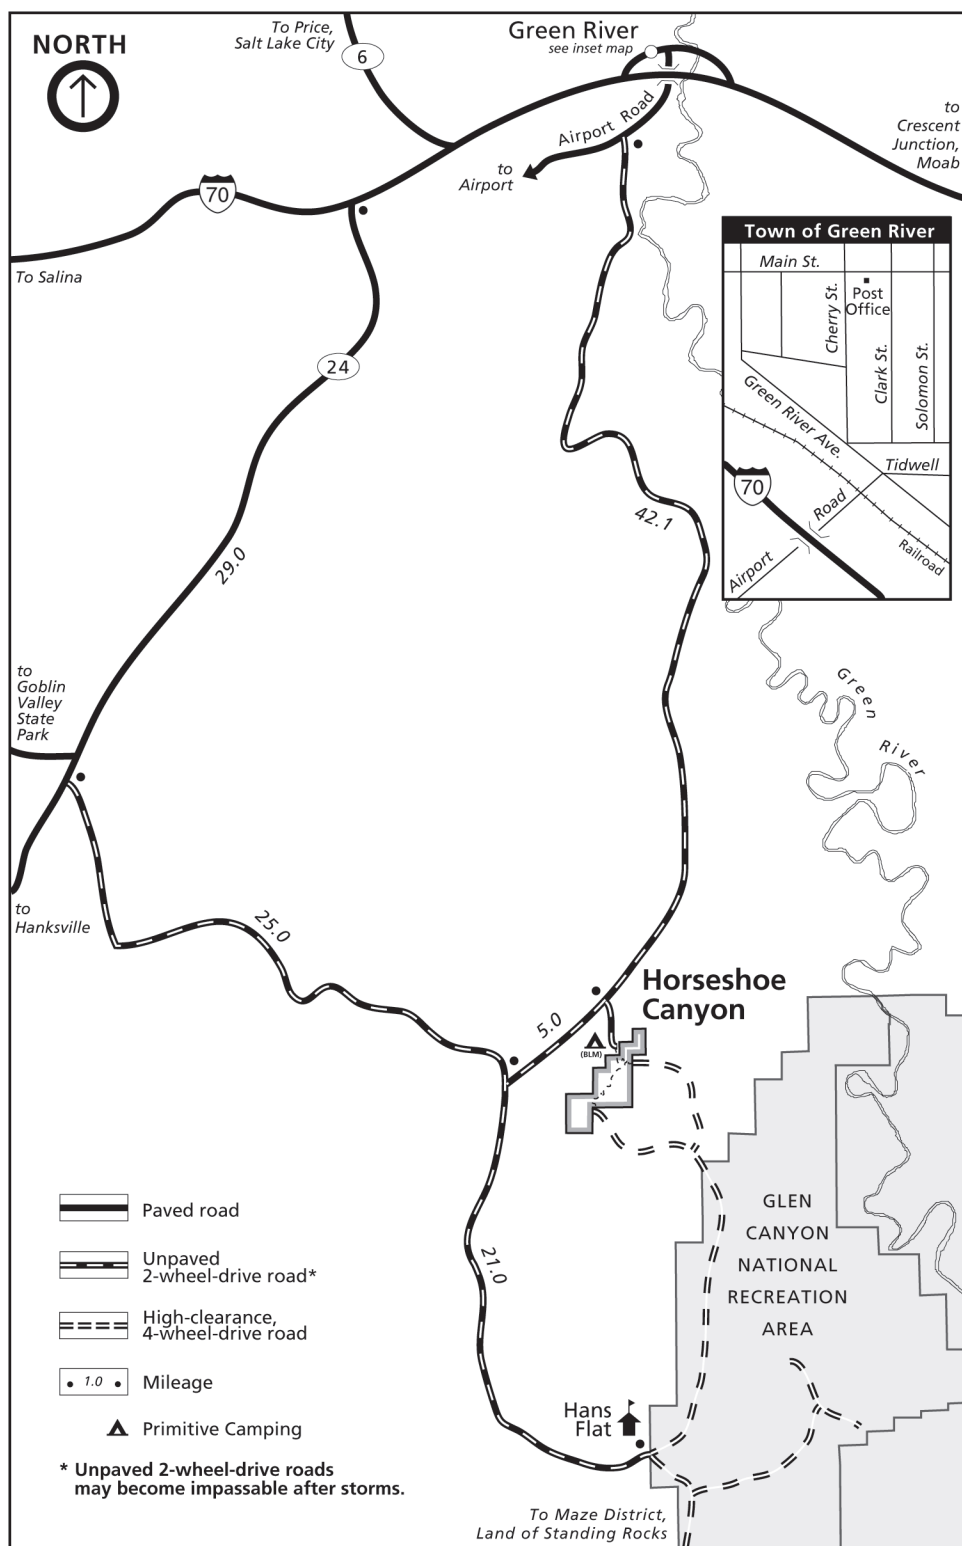 NORTH
To Price,
Salt Lake City
6
Green River
see inset map
Airport Road
to
Airport
to
Crescent
Junction,
Moab
70
To Salina
24
Town of Green River
Main St.
Cherry St.
Post
Office
Clark St.
Solomon St.
Green River Ave.
Tidwell
70
Road
Airport
Railroad
42.1
29.0
to
Goblin
Valley
State
Park
Green
River
to
Hanksville
25.0
5.0
Horseshoe
Canyon
(BLM)
GLEN
CANYON
NATIONAL
RECREATION
AREA
21.0
Hans
Flat
To Maze District,
Land of Standing Rocks
Paved road
Unpaved
2-wheel-drive road*
High-clearance,
4-wheel-drive road
1.0
Mileage
Primitive Camping
* Unpaved 2-wheel-drive roads
may become impassable after storms.